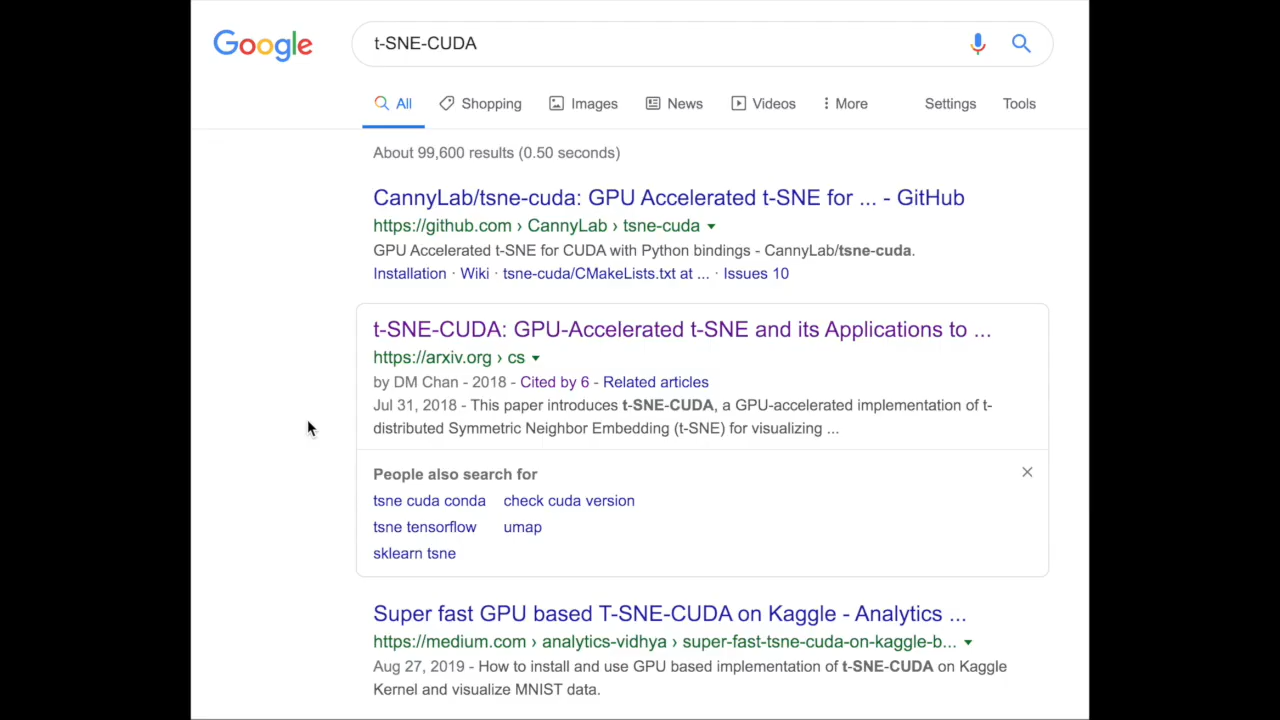 Google
t-SNE-CUDA
All Shopping Images News Videos More Settings Tools
About 99,600 results (0.50 seconds)
CannyLab/tsne-cuda: GPU Accelerated t-SNE for ... - GitHub
https://github.com › CannyLab › tsne-cuda
GPU Accelerated t-SNE for CUDA with Python bindings - CannyLab/tsne-cuda.
Installation · Wiki · tsne-cuda/CMakeLists.txt at ... · Issues 10
t-SNE-CUDA: GPU-Accelerated t-SNE and its Applications to ...
https://arxiv.org › cs
by DM Chan - 2018 - Cited by 6 - Related articles
Jul 31, 2018 - This paper introduces t-SNE-CUDA, a GPU-accelerated implementation of t-
distributed Symmetric Neighbor Embedding (t-SNE) for visualizing ...
People also search for
tsne cuda conda check cuda version
tsne tensorflow umap
sklearn tsne
Super fast GPU based T-SNE-CUDA on Kaggle - Analytics ...
https://medium.com › analytics-vidhya › super-fast-tsne-cuda-on-kaggle-b...
Aug 27, 2019 - How to install and use GPU based implementation of t-SNE-CUDA on Kaggle
Kernel and visualize MNIST data.